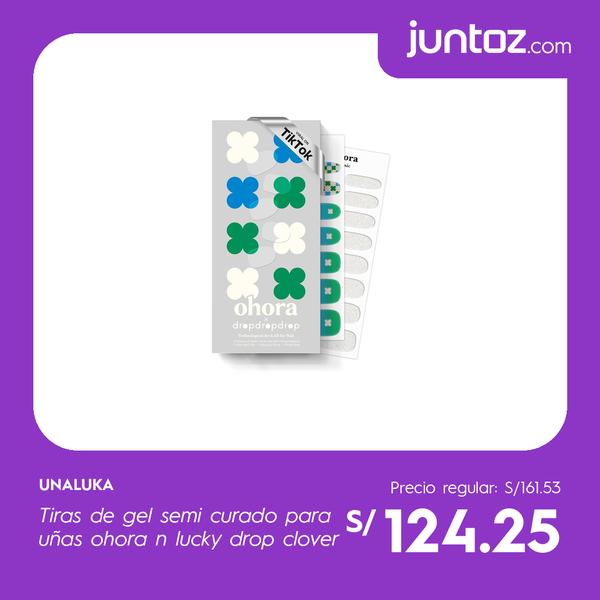 juntoz.com
TikTok
ohora
ohora
dropdropdrop
UNALUKA
Precio regular: S/161.53
Tiras de gel semi curado para
uñas ohora n lucky drop clover
S/ 124.25